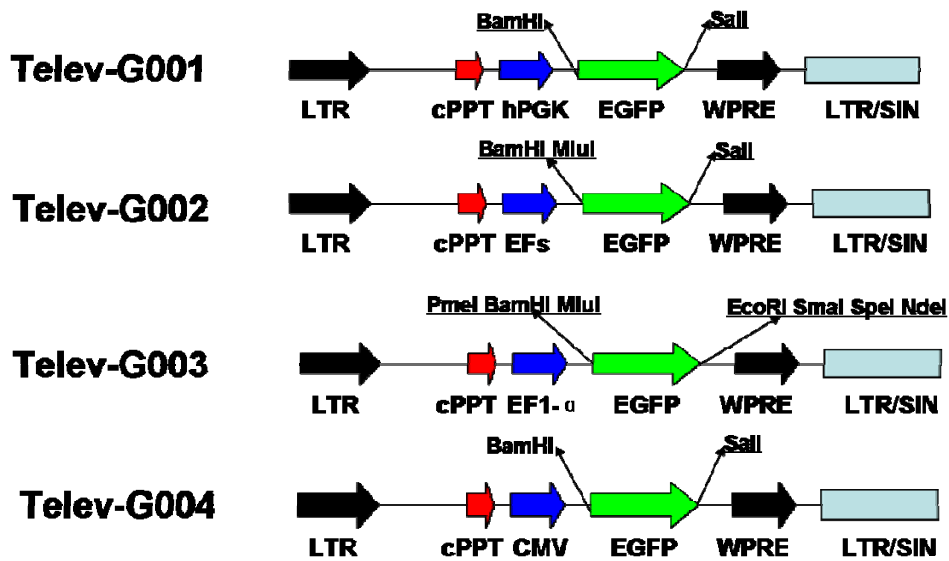 BamHI SalI
Telev-G001
LTR cPPT hPGK EGFP WPRE LTR/SIN
BamHI MluI SalI
Telev-G002
LTR cPPT EFs EGFP WPRE LTR/SIN
PmeI BamHI MluI EcoRI SmaI SpeI NdeI
Telev-G003
LTR cPPT EF1-α EGFP WPRE LTR/SIN
BamHI SalI
Telev-G004
LTR cPPT CMV EGFP WPRE LTR/SIN